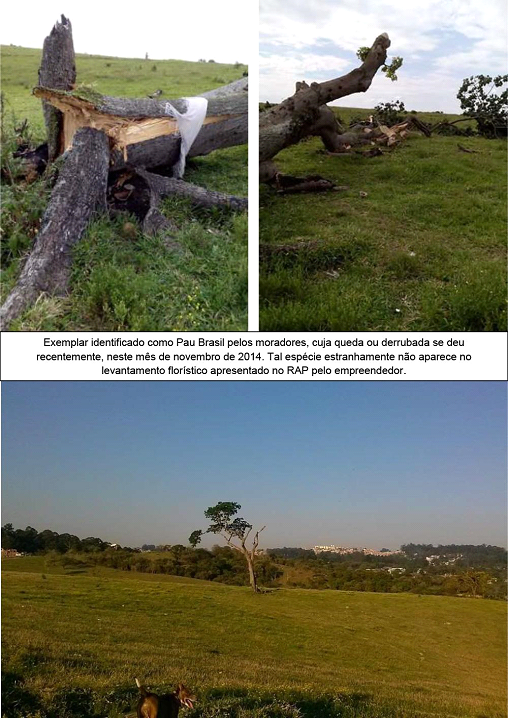 Exemplar identificado como Pau Brasil pelos moradores, cuja queda ou derrubada se deu
recentemente, neste mês de novembro de 2014. Tal espécie estranhamente não aparece no
levantamento florístico apresentado no RAP pelo empreendedor.